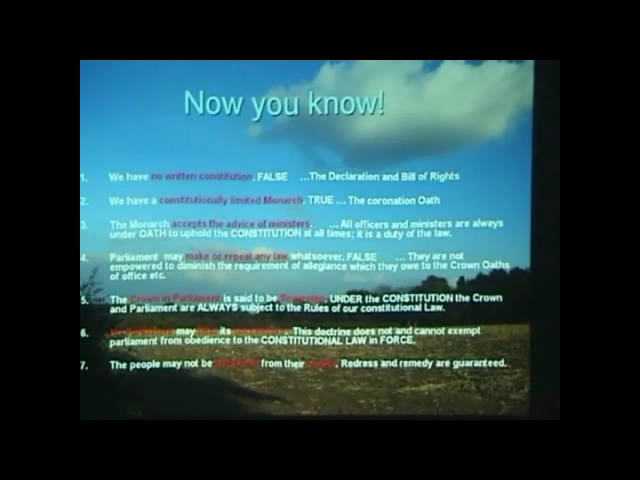 Now you know!
1. We have no written constitution. FALSE ...The Declaration and Bill of Rights
2. We have a constitutionally limited Monarch. TRUE ... The coronation Oath
3. The Monarch accepts the advice of ministers. ... All officers and ministers are always
under OATH to uphold the CONSTITUTION at all times; it is a duty of the law.
4. Parliament may make or repeal any law whatsoever. FALSE ... They are not
empowered to diminish the requirement of allegiance which they owe to the Crown Oaths
of office etc.
5. The Crown in Parliament is said to be Sovereign. UNDER the CONSTITUTION the Crown
and Parliament are ALWAYS subject to the Rules of our constitutional Law.
6. may its This doctrine does not and cannot exempt
parliament from obedience to the CONSTITUTIONAL LAW in FORCE.
7. The people may not be from their Redress and remedy are guaranteed.